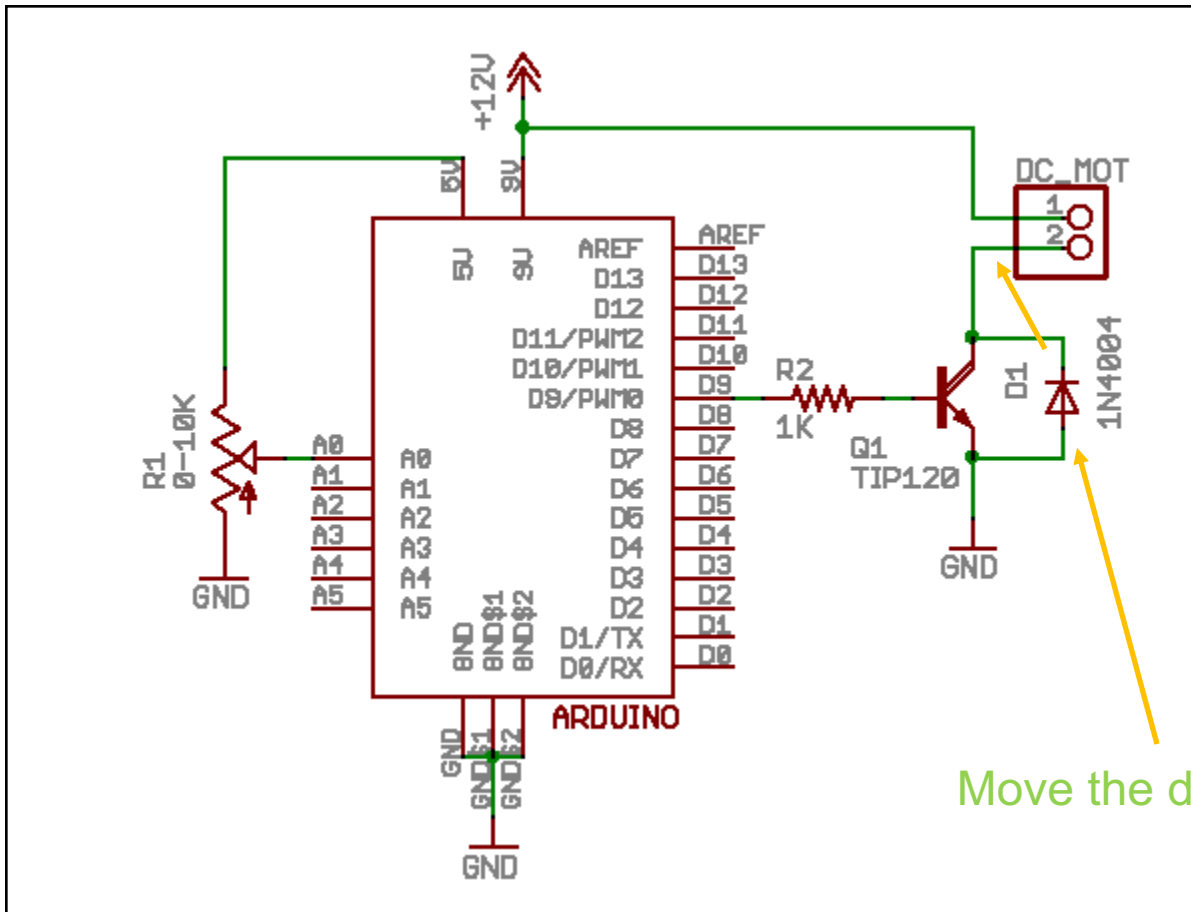 +12V
5V
9V
DC_MOT
1
2
5V
9V
AREF
AREF
D13
D13
D12
D12
D11/PWM2
D11
D10/PWM1
D10
D9/PWM0
D9
D8
D8
D7
D7
D6
D6
D5
D5
D4
D4
D3
D3
D2
D2
D1/TX
D1
D0/RX
D0
R1
0-10K
A0
A0
A1
A1
A2
A2
A3
A3
A4
A4
A5
A5
GND
R2
1K
Q1
TIP120
D1
1N4004
GND
GND
GND$1
GND$2
ARDUINO
GND
GND$1
GND$2
GND
Move the d